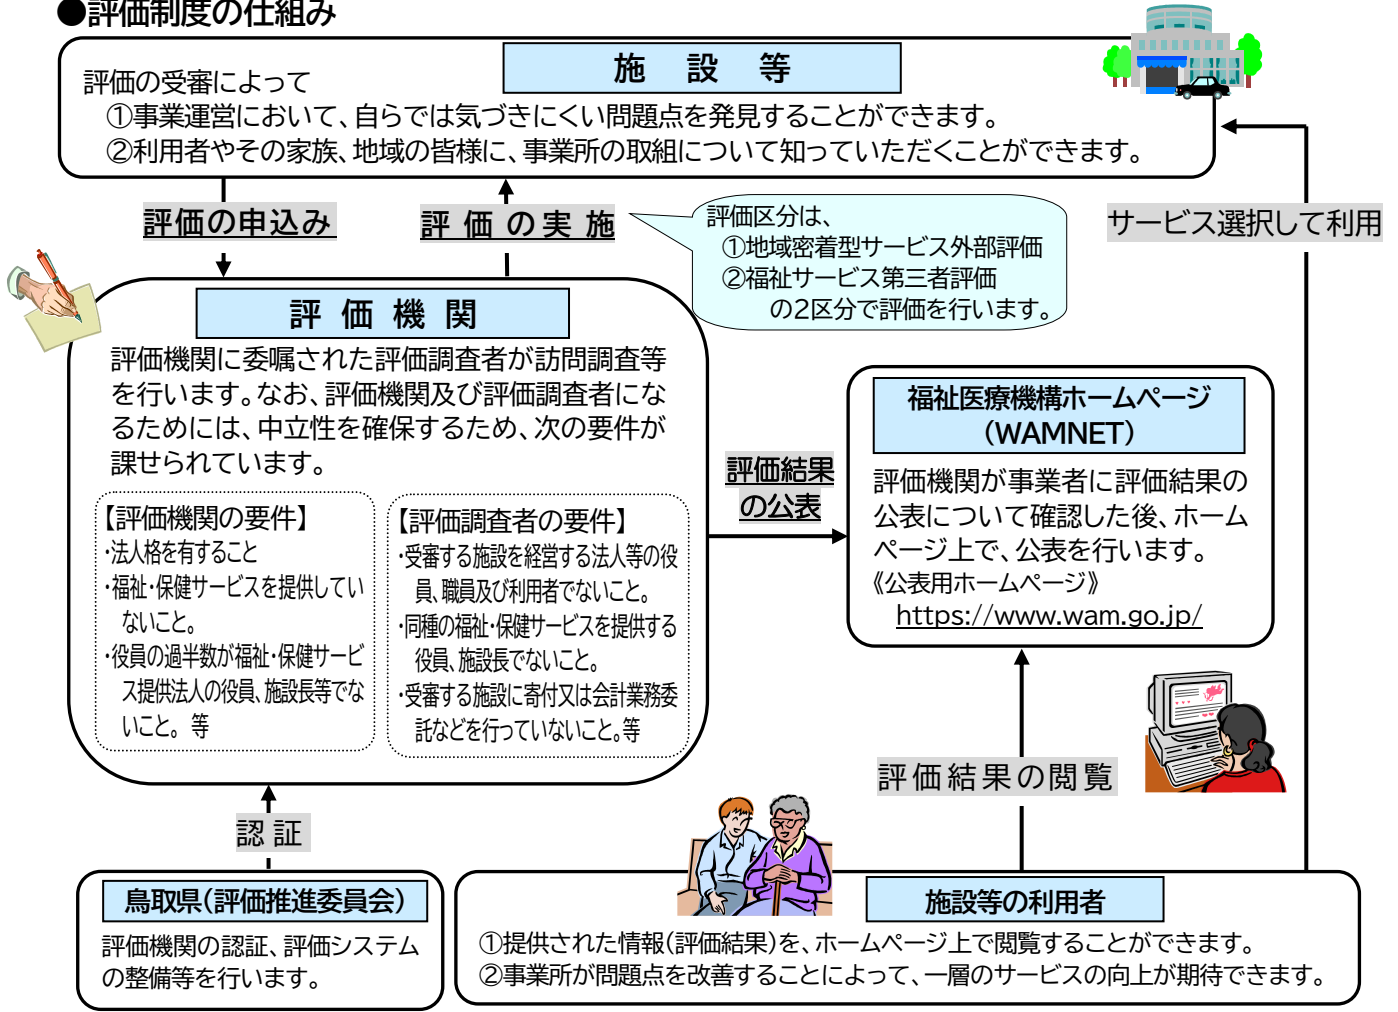 ●評価制度の仕組み
施 設 等
評価の受審によって
①事業運営において、自らでは気づきにくい問題点を発見することができます。
②利用者やその家族、地域の皆様に、事業所の取組について知っていただくことができます。
評価の申込み
評 価 の 実 施
評価区分は、
①地域密着型サービス外部評価
②福祉サービス第三者評価
の2区分で評価を行います。
サービス選択して利用
評 価 機 関
評価機関に委嘱された評価調査者が訪問調査等
を行います。なお、評価機関及び評価調査者にな
るためには、中立性を確保するため、次の要件が
課せられています。
【評価機関の要件】
・法人格を有すること
・福祉・保健サービスを提供してい
ないこと。
・役員の過半数が福祉・保健サービ
ス提供法人の役員、施設長等でな
いこと。等
【評価調査者の要件】
・受審する施設を経営する法人等の役
員、職員及び利用者でないこと。
・同種の福祉・保健サービスを提供する
役員、施設長でないこと。
・受審する施設に寄付又は会計業務委
託などを行っていないこと。等
評価結果
の公表
福祉医療機構ホームページ
(WAMNET)
評価機関が事業者に評価結果の
公表について確認した後、ホーム
ページ上で、公表を行います。
《公表用ホームページ》
https://www.wam.go.jp/
評価結果の閲覧
認 証
鳥取県(評価推進委員会)
評価機関の認証、評価システム
の整備等を行います。
施設等の利用者
①提供された情報(評価結果)を、ホームページ上で閲覧することができます。
②事業所が問題点を改善することによって、一層のサービスの向上が期待できます。